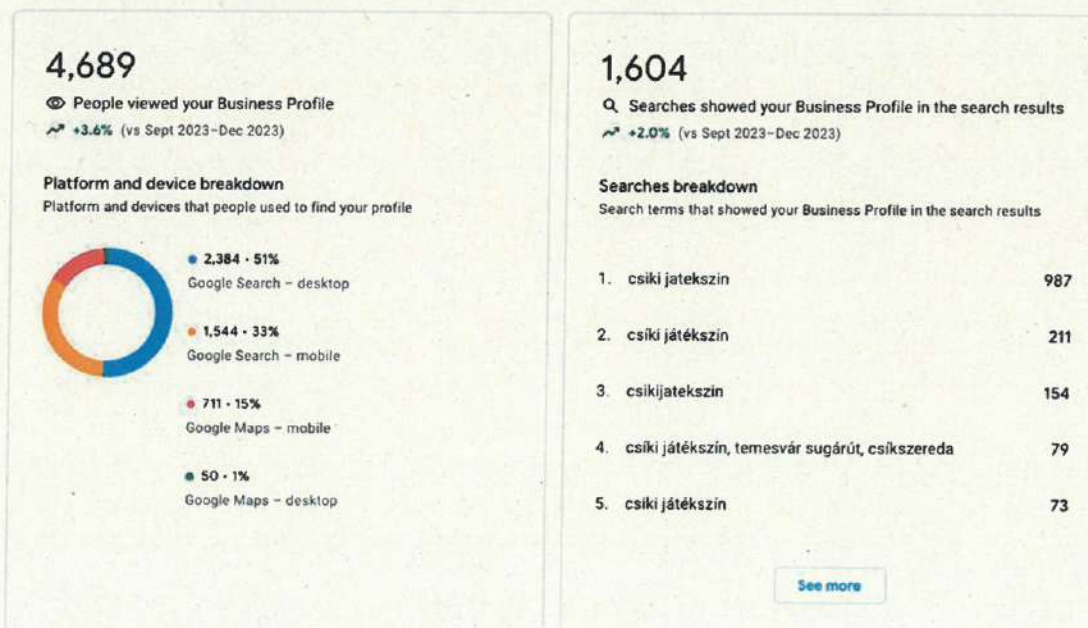 4,689
People viewed your Business Profile
+3.6% (vs Sept 2023–Dec 2023)
Platform and device breakdown
Platform and devices that people used to find your profile
2,384 · 51%
Google Search – desktop
1,544 · 33%
Google Search – mobile
711 · 15%
Google Maps – mobile
50 · 1%
Google Maps – desktop
1,604
Searches showed your Business Profile in the search results
+2.0% (vs Sept 2023–Dec 2023)
Searches breakdown
Search terms that showed your Business Profile in the search results
1. csiki jatekszin 987
2. csíki játékszín 211
3. csikijatekszin 154
4. csíki játékszín, temesvár sugárút, csíkszereda 79
5. csiki játékszín 73
See more